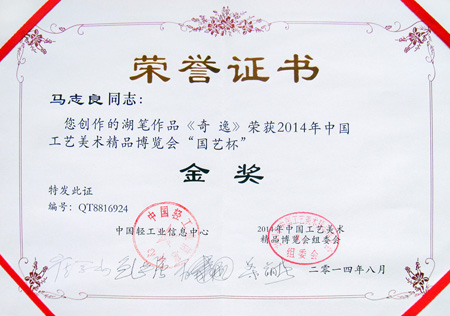 荣誉证书
马志良同志：
您创作的湖笔作品《奇 逸》荣获2014年中国
工艺美术精品博览会“国艺杯”
金奖
特发此证
编号：QT8816924
中国轻工业信息中心
2014年中国工艺美术
精品博览会组委会
二〇一四年八月